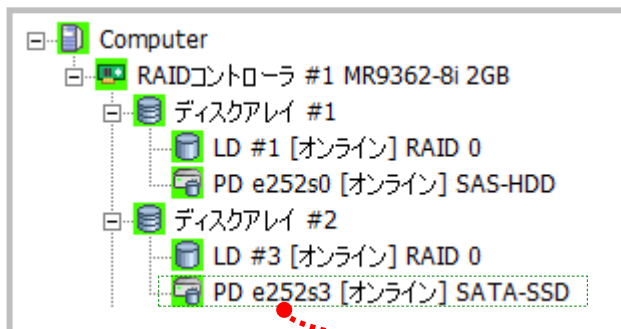 Computer
RAIDコントローラ #1 MR9362-8i 2GB
ディスクアレイ #1
LD #1 [オンライン] RAID 0
PD e252s0 [オンライン] SAS-HDD
ディスクアレイ #2
LD #3 [オンライン] RAID 0
PD e252s3 [オンライン] SATA-SSD